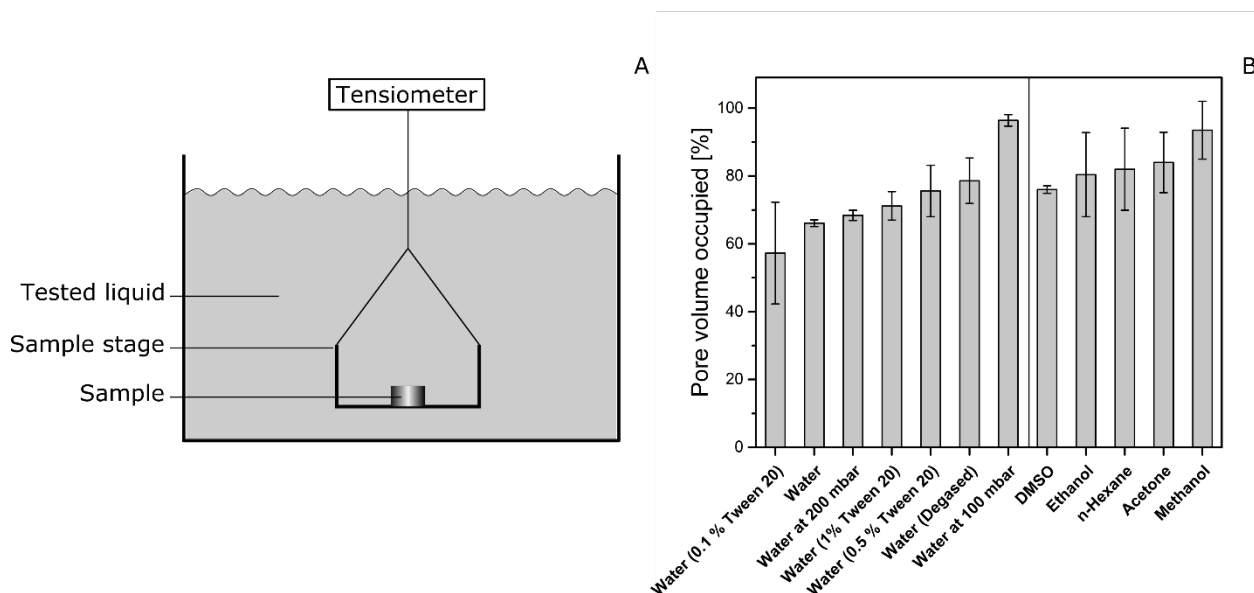 A
Tensiometer
Tested liquid
Sample stage
Sample
B
Pore volume occupied [%]
100
80
60
40
20
0
Water (0.1 % Tween 20)
Water
Water at 200 mbar
Water (1% Tween 20)
Water (0.5 % Tween 20)
Water (Degased)
Water at 100 mbar
DMSO
Ethanol
n-Hexane
Acetone
Methanol